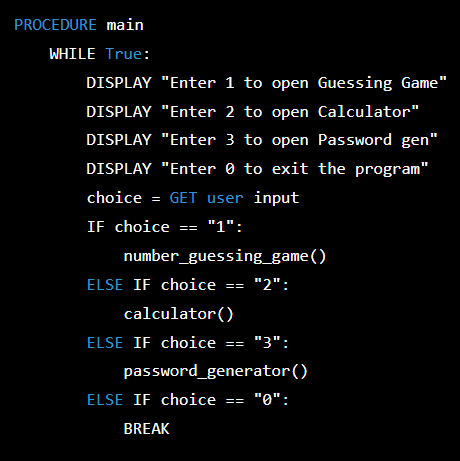 PROCEDURE main
WHILE True:
DISPLAY "Enter 1 to open Guessing Game"
DISPLAY "Enter 2 to open Calculator"
DISPLAY "Enter 3 to open Password gen"
DISPLAY "Enter 0 to exit the program"
choice = GET user input
IF choice == "1":
number_guessing_game()
ELSE IF choice == "2":
calculator()
ELSE IF choice == "3":
password_generator()
ELSE IF choice == "0":
BREAK